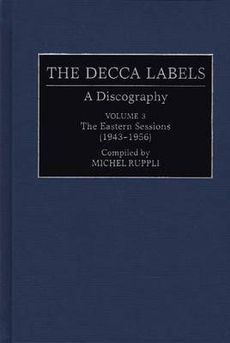 THE DECCA LABELS
A Discography
VOLUME 3
The Eastern Sessions
(1943-1956)
Compiled by
MICHEL RUPPLI